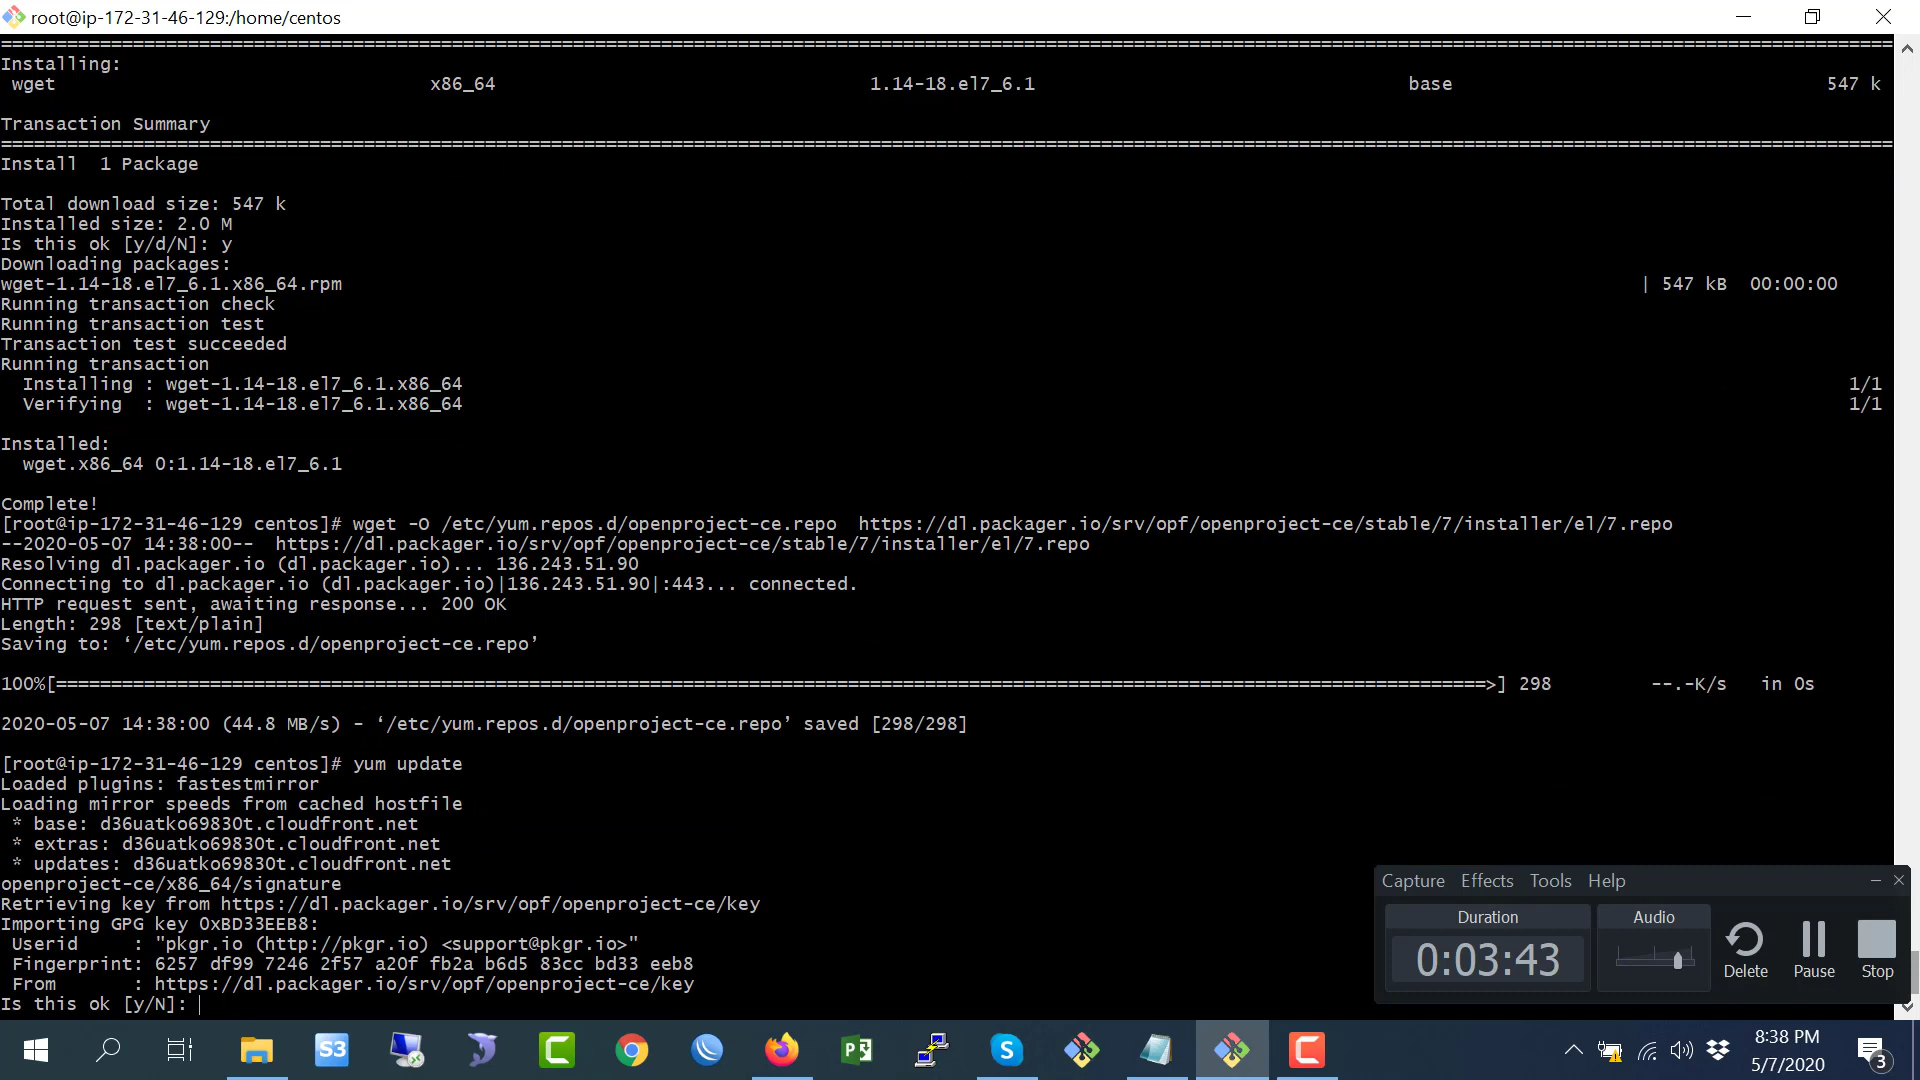 root@ip-172-31-46-129:/home/centos
================================================================================
Installing:
wget x86_64 1.14-18.el7_6.1 base 547 k
Transaction Summary
================================================================================
Install 1 Package
Total download size: 547 k
Installed size: 2.0 M
Is this ok [y/d/N]: y
Downloading packages:
wget-1.14-18.el7_6.1.x86_64.rpm | 547 kB 00:00:00
Running transaction check
Running transaction test
Transaction test succeeded
Running transaction
Installing : wget-1.14-18.el7_6.1.x86_64 1/1
Verifying : wget-1.14-18.el7_6.1.x86_64 1/1
Installed:
wget.x86_64 0:1.14-18.el7_6.1
Complete!
[root@ip-172-31-46-129 centos]# wget -O /etc/yum.repos.d/openproject-ce.repo https://dl.packager.io/srv/opf/openproject-ce/stable/7/installer/el/7.repo
--2020-05-07 14:38:00-- https://dl.packager.io/srv/opf/openproject-ce/stable/7/installer/el/7.repo
Resolving dl.packager.io (dl.packager.io)... 136.243.51.90
Connecting to dl.packager.io (dl.packager.io)|136.243.51.90|:443... connected.
HTTP request sent, awaiting response... 200 OK
Length: 298 [text/plain]
Saving to: ‘/etc/yum.repos.d/openproject-ce.repo’
100%[================================================================================>] 298 --.-K/s in 0s
2020-05-07 14:38:00 (44.8 MB/s) - ‘/etc/yum.repos.d/openproject-ce.repo’ saved [298/298]
[root@ip-172-31-46-129 centos]# yum update
Loaded plugins: fastestmirror
Loading mirror speeds from cached hostfile
* base: d36uatko69830t.cloudfront.net
* extras: d36uatko69830t.cloudfront.net
* updates: d36uatko69830t.cloudfront.net
openproject-ce/x86_64/signature
Retrieving key from https://dl.packager.io/srv/opf/openproject-ce/key
Importing GPG key 0xBD33EEB8:
Userid : "pkgr.io (http://pkgr.io) <support@pkgr.io>"
Fingerprint: 6257 df99 7246 2f57 a20f fb2a b6d5 83cc bd33 eeb8
From : https://dl.packager.io/srv/opf/openproject-ce/key
Is this ok [y/N]:
Capture Effects Tools Help
Duration Audio
0:03:43
Delete Pause Stop
S3
8:38 PM
5/7/2020
3